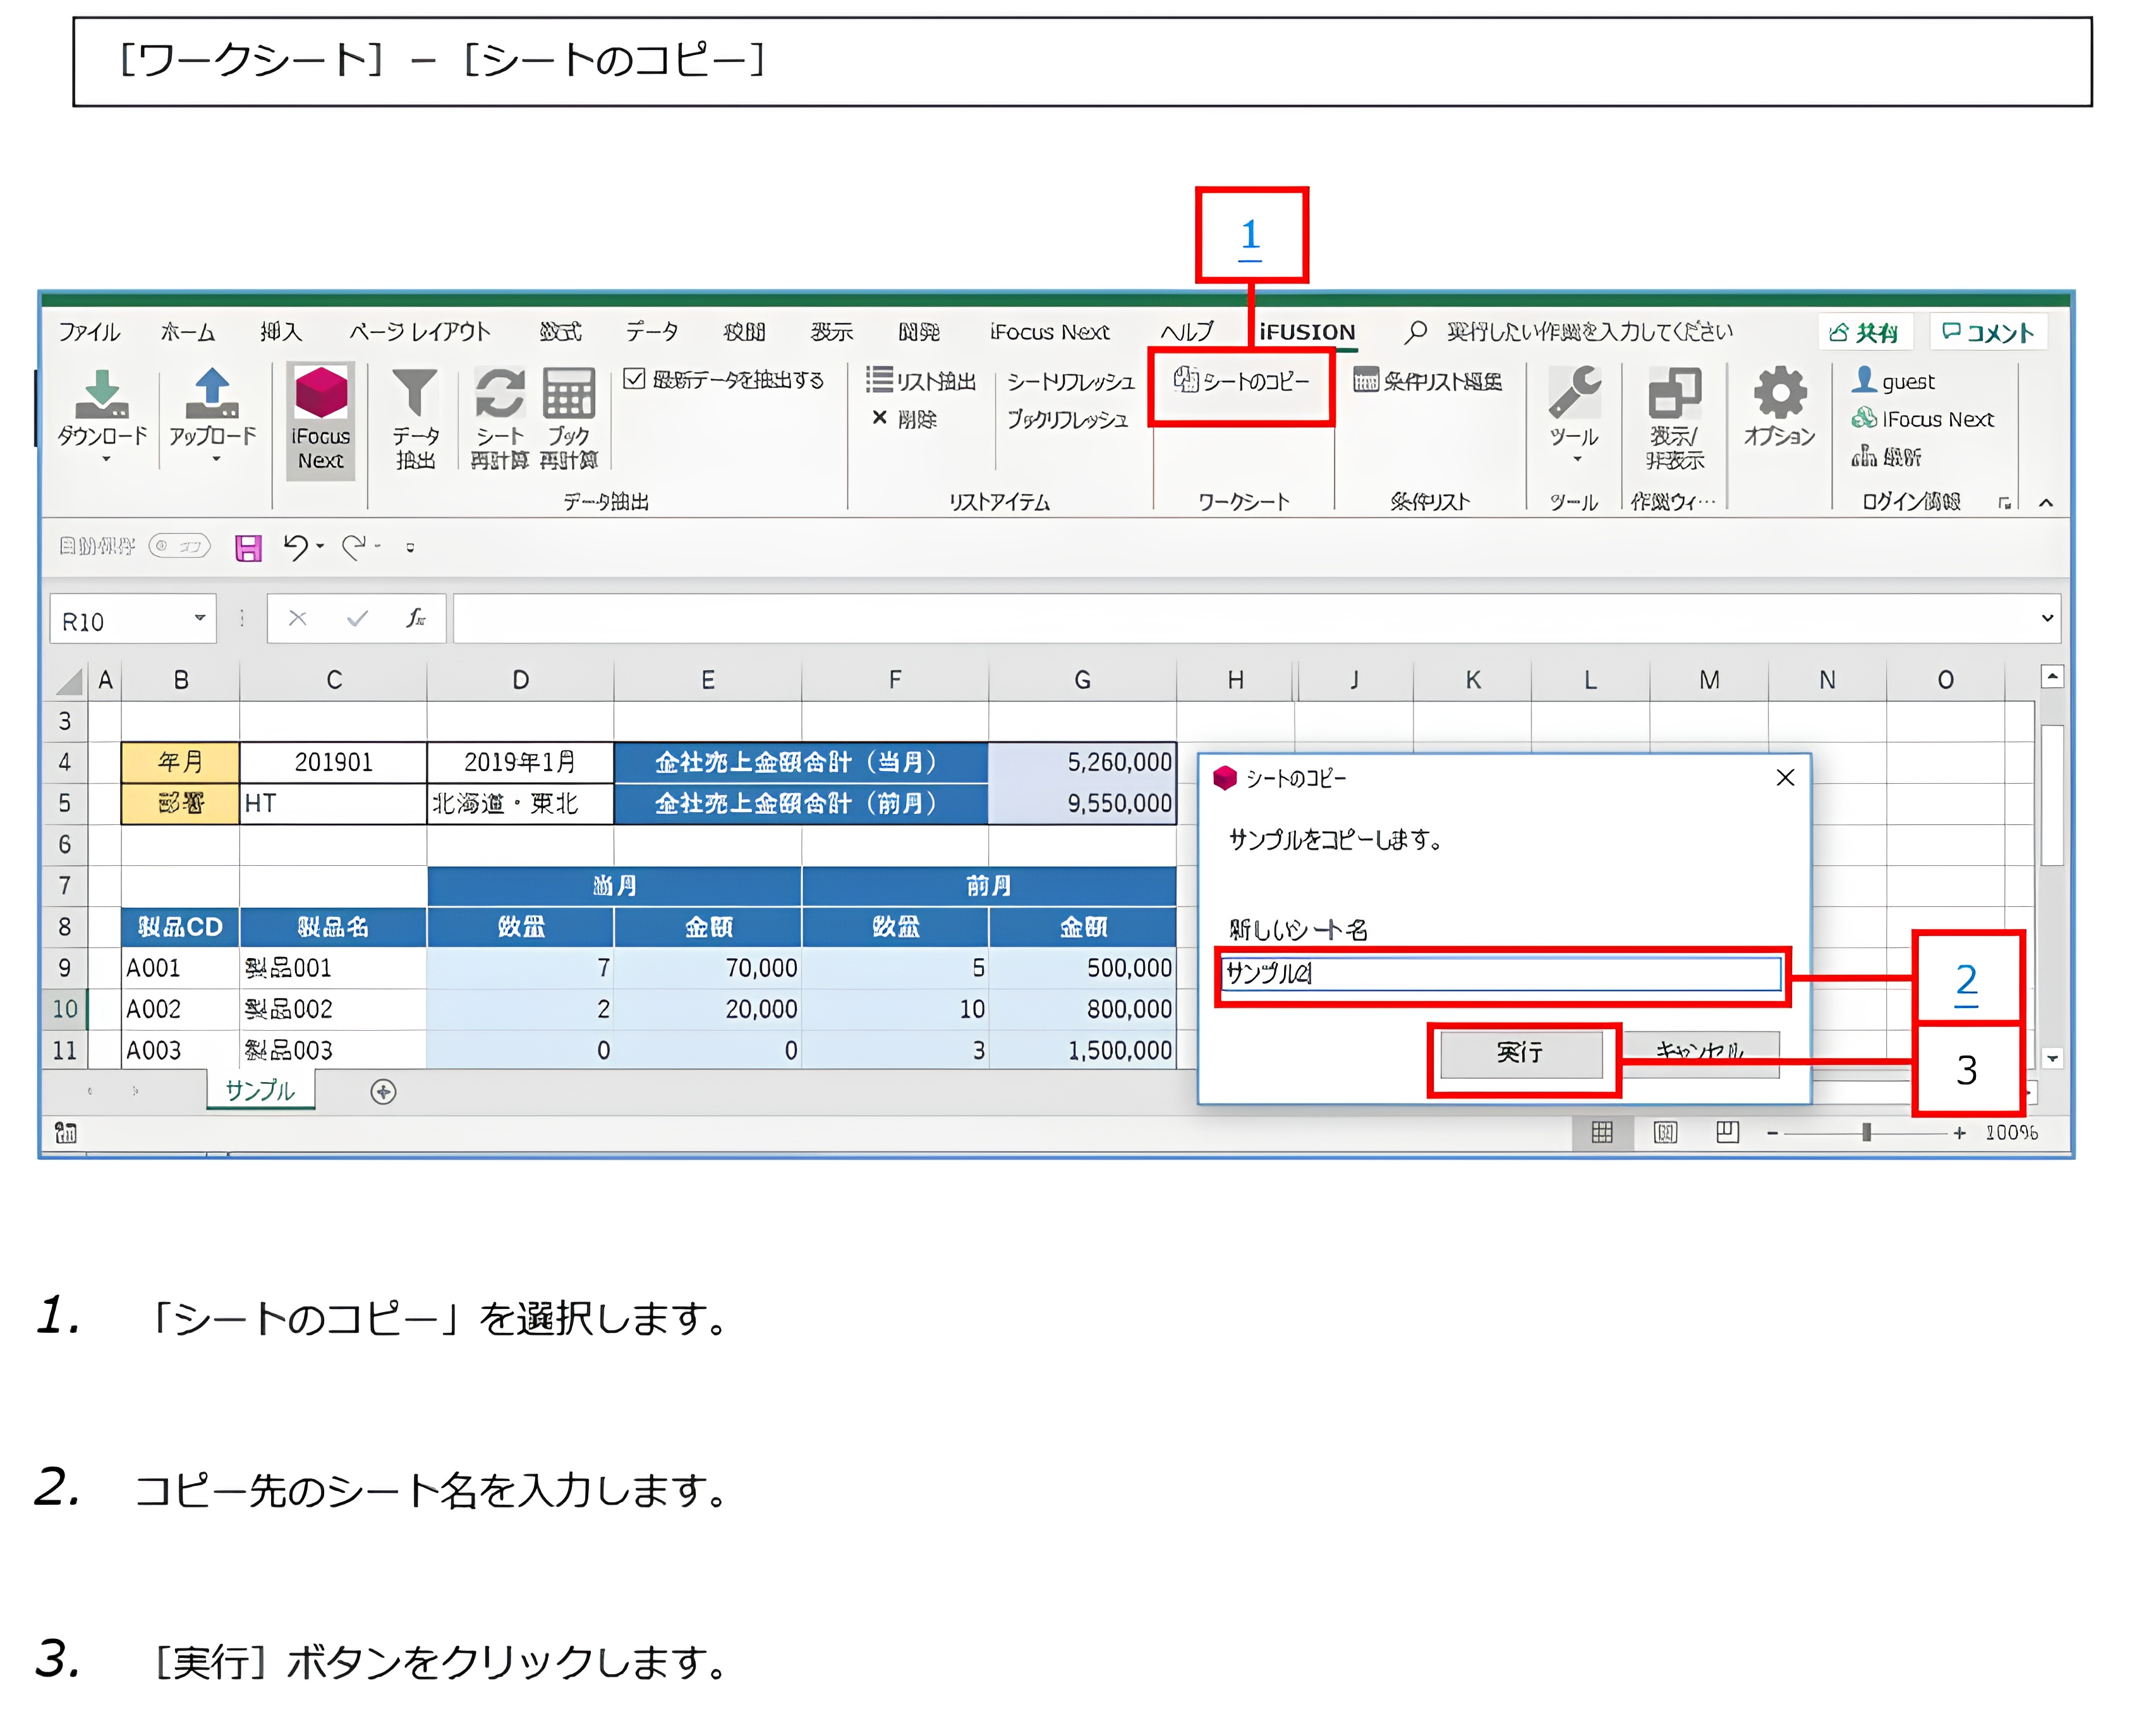 ［ワークシート］－［シートのコピー］
1
ファイル ホーム 挿入 ページ レイアウト 数式 データ 校閲 表示 開発 iFocus Next ヘルプ iFUSION 実行したい作業を入力してください 共有 コメント
ダウンロード アップロード iFocus Next データ抽出 シート再計算 ブック再計算 最新データを抽出する リスト抽出 シートリフレッシュ シートのコピー 条件リスト編集 ツール 表示/非表示 オプション guest
削除 ブックリフレッシュ iFocus Next
データ抽出 リストアイテム ワークシート 条件リスト ツール 作業ウィ… ログイン情報
自動保存 オフ
R10 fx
A B C D E F G H J K L M N O
3
4 年月 201901 2019年1月 会社売上金額合計（当月） 5,260,000
5 部署 HT 北海道・東北 会社売上金額合計（前月） 9,550,000
6
7 当月 前月
8 製品CD 製品名 数量 金額 数量 金額
9 A001 製品001 7 70,000 5 500,000
10 A002 製品002 2 20,000 10 800,000
11 A003 製品003 0 0 3 1,500,000
サンプル
シートのコピー
サンプルをコピーします。
新しいシート名
サンプル2
2
実行 キャンセル
3
100%
1. 「シートのコピー」を選択します。
2. コピー先のシート名を入力します。
3. ［実行］ボタンをクリックします。